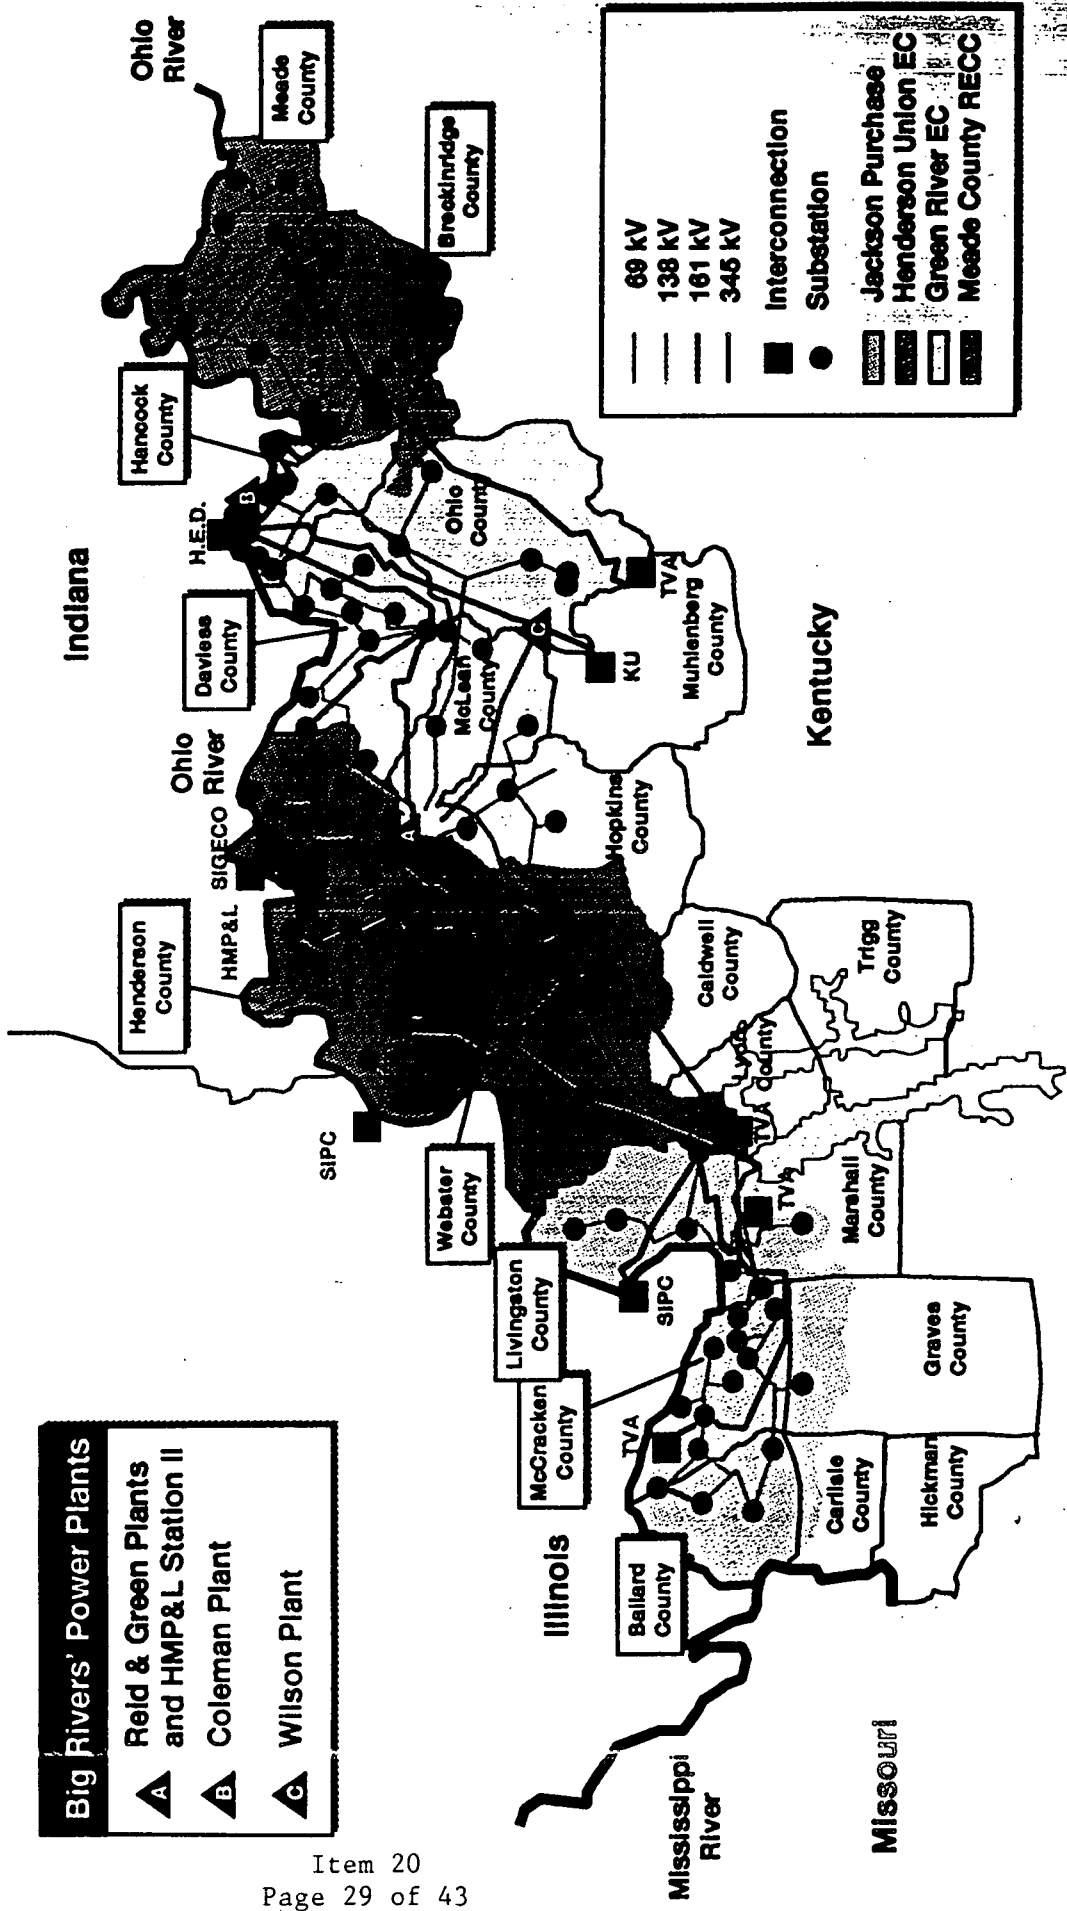 Big Rivers' Power Plants
A
Reid & Green Plants
and HMP&L Station II
B
Coleman Plant
C
Wilson Plant
Indiana
Illinois
Kentucky
Missouri
Mississippi
River
Ohio
River
Ohio
River
Ballard
County
McCracken
County
Livingston
County
Webster
County
Henderson
County
Daviess
County
Hancock
County
Breckinridge
County
Meade
County
HMP&L
SIGECO
H.E.D.
SIPC
SIPC
TVA
TVA
TVA
TVA
KU
A
B
C
Ohio
County
McLean
County
Muhlenberg
County
Hopkins
County
Caldwell
County
Lyon
County
Trigg
County
Marshall
County
Graves
County
Carlisle
County
Hickman
County
69 kV
138 kV
161 kV
345 kV
Interconnection
Substation
Jackson Purchase
Henderson Union EC
Green River EC
Meade County RECC
Item 20
Page 29 of 43